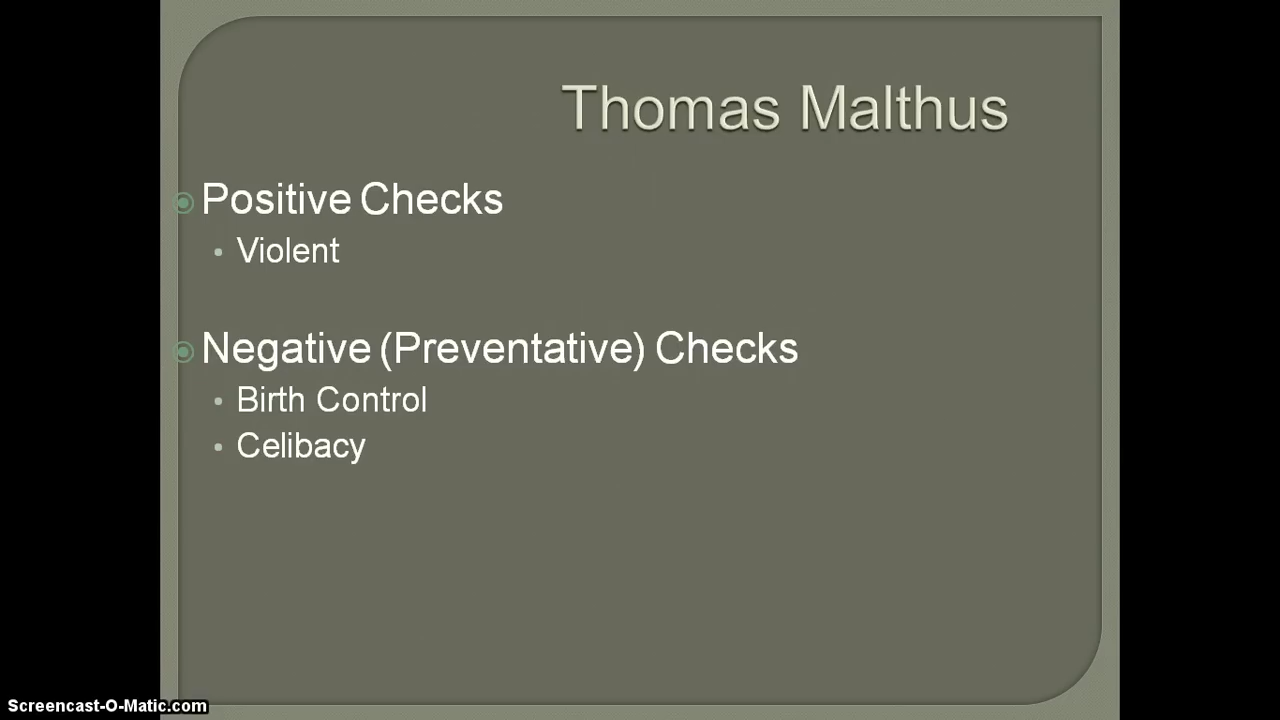 Thomas Malthus
Positive Checks
Violent
Negative (Preventative) Checks
Birth Control
Celibacy
Screencast-O-Matic.com